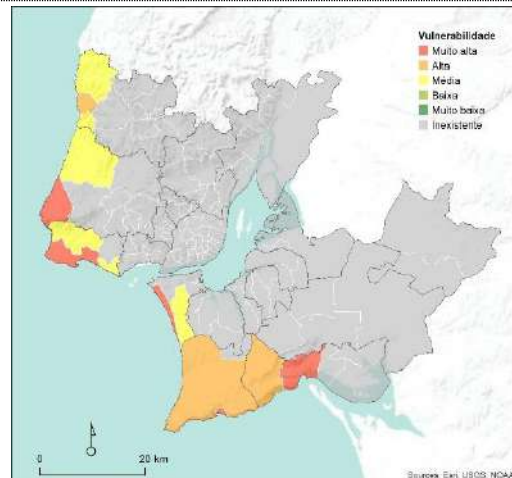 Vulnerabilidade
Muito alta
Alta
Média
Baixa
Muito baixa
Inexistente
0 20 km
Sources: Esri, USGS, NOAA